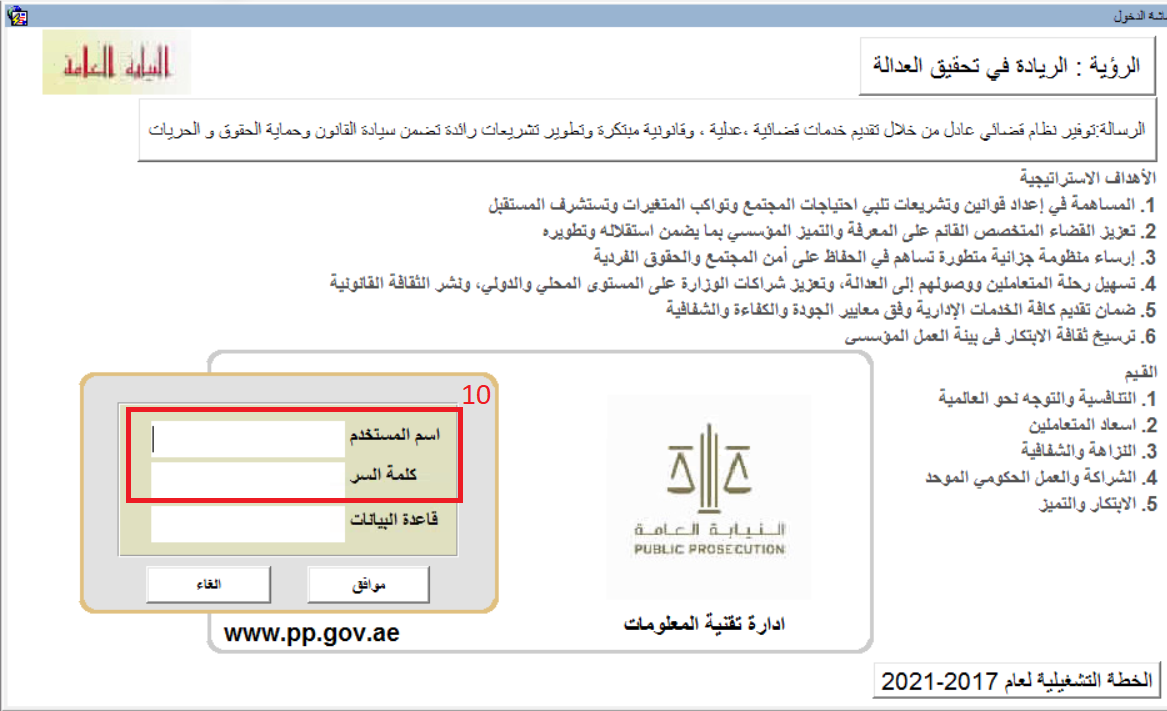 شاشة الدخول
النيابة العامة
الرؤية : الريادة في تحقيق العدالة
الرسالة:توفير نظام قضائي عادل من خلال تقديم خدمات قضائية ،عدلية ، وقانونية مبتكرة وتطوير تشريعات رائدة تضمن سيادة القانون وحماية الحقوق و الحريات
الأهداف الاستراتيجية
1. المساهمة في إعداد قوانين وتشريعات تلبي احتياجات المجتمع وتواكب المتغيرات وتستشرف المستقبل
2. تعزيز القضاء المتخصص القائم على المعرفة والتميز المؤسسي بما يضمن استقلاله وتطويره
3. إرساء منظومة جزائية متطورة تساهم في الحفاظ على أمن المجتمع والحقوق الفردية
4. تسهيل رحلة المتعاملين ووصولهم إلى العدالة، وتعزيز شراكات الوزارة على المستوى المحلي والدولي، ونشر الثقافة القانونية
5. ضمان تقديم كافة الخدمات الإدارية وفق معايير الجودة والكفاءة والشفافية
6. ترسيخ ثقافة الابتكار في بيئة العمل المؤسسي
القيم
1. التنافسية والتوجه نحو العالمية
2. اسعاد المتعاملين
3. النزاهة والشفافية
4. الشراكة والعمل الحكومي الموحد
5. الابتكار والتميز
النيابة العامة
PUBLIC PROSECUTION
ادارة تقنية المعلومات
10
اسم المستخدم
كلمة السر
قاعدة البيانات
موافق
الغاء
www.pp.gov.ae
الخطة التشغيلية لعام 2017-2021